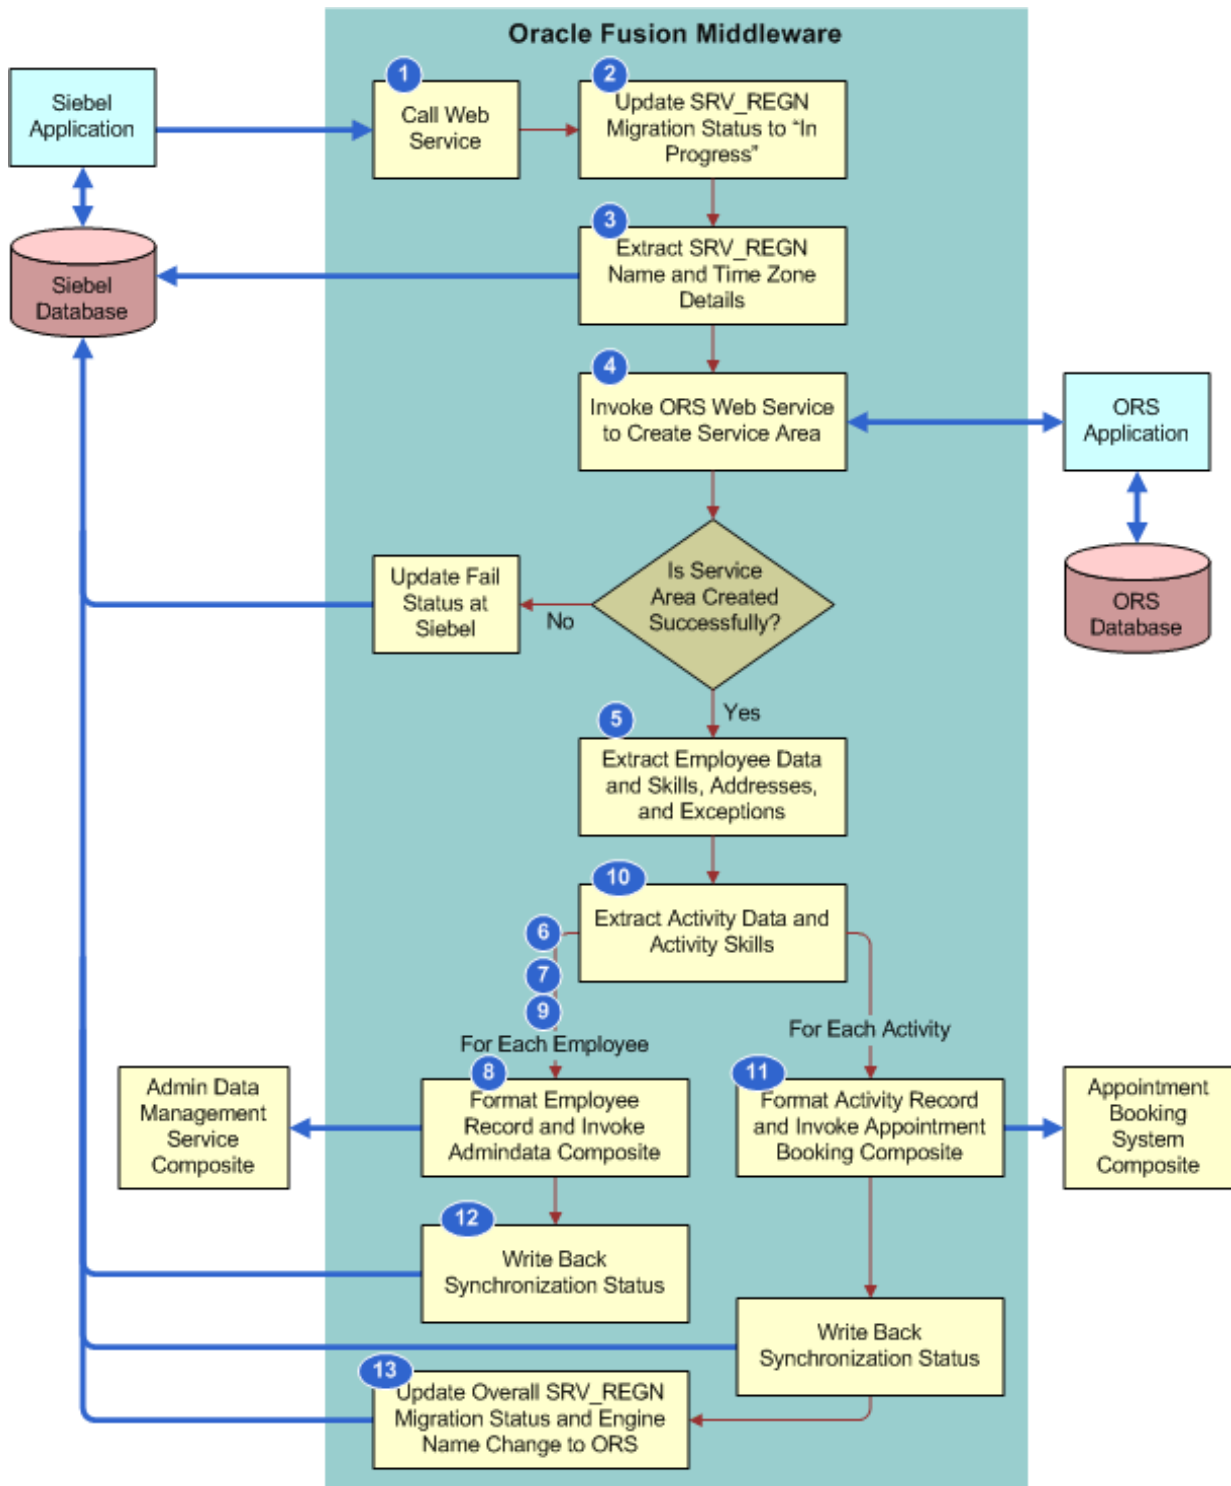 Oracle Fusion Middleware
Siebel
Application
1
Call Web
Service
2
Update SRV_REGN
Migration Status to “In
Progress”
3
Extract SRV_REGN
Name and Time Zone
Details
Siebel
Database
4
Invoke ORS Web Service
to Create Service Area
ORS
Application
Is Service
Area Created
Successfully?
No
Update Fail
Status at
Siebel
ORS
Database
Yes
5
Extract Employee Data
and Skills, Addresses,
and Exceptions
10
Extract Activity Data and
Activity Skills
6
7
9
For Each Employee
For Each Activity
8
Format Employee
Record and Invoke
Admindata Composite
Admin Data
Management
Service
Composite
11
Format Activity Record
and Invoke Appointment
Booking Composite
Appointment
Booking
System
Composite
12
Write Back
Synchronization Status
Write Back
Synchronization Status
13
Update Overall SRV_REGN
Migration Status and Engine
Name Change to ORS